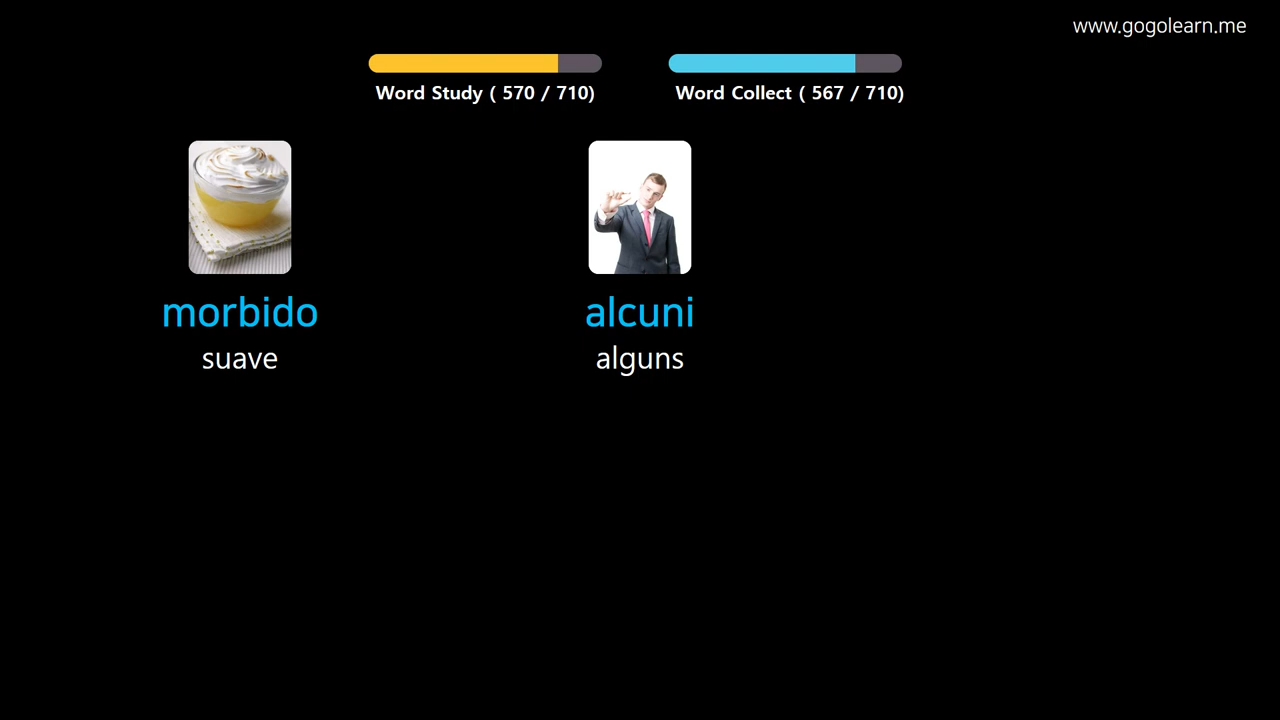 www.gogolearn.me
Word Study ( 570 / 710)
Word Collect ( 567 / 710)
morbido
suave
alcuni
alguns